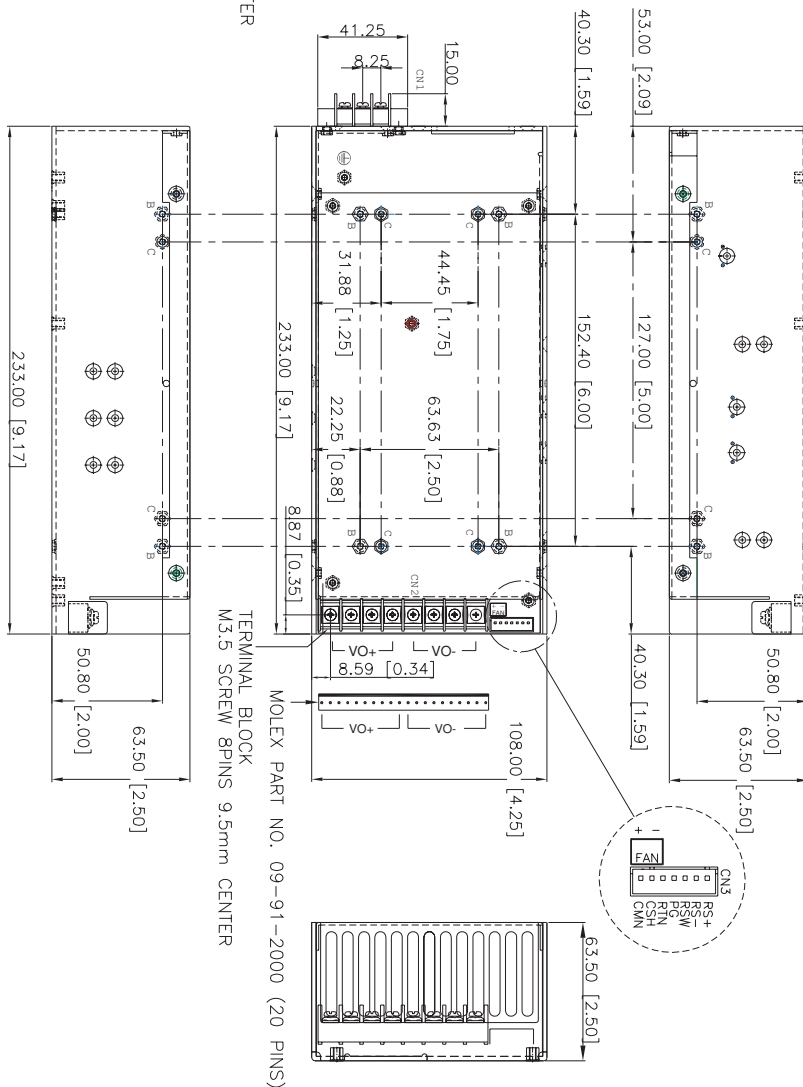 TER
41.25
8.25
15.00
CN1
40.30 [1.59]
53.00 [2.09]
B
C
C
B
233.00 [9.17]
50.80 [2.00]
63.50 [2.50]
B
C
C
B
31.88 [1.25]
44.45 [1.75]
152.40 [6.00]
127.00 [5.00]
233.00 [9.17]
22.25 [0.88]
63.63 [2.50]
8.87 [0.35]
B
C
C
B
CN2
+ -
FAN
VO+
VO-
8.59 [0.34]
TERMINAL BLOCK
M3.5 SCREW 8PINS 9.5mm CENTER
VO+
VO-
MOLEX PART NO. 09-91-2000 (20 PINS)
108.00 [4.25]
B
C
C
B
40.30 [1.59]
50.80 [2.00]
63.50 [2.50]
+ -
FAN
CN3
RS+
RS-
RSW
PG
RTN
CSH
CMN
63.50 [2.50]